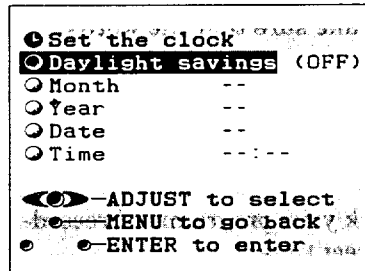 Set the clock
Daylight savings (OFF)
Month --
Year --
Date --
Time --:--
ADJUST to select
MENU to go back
ENTER to enter